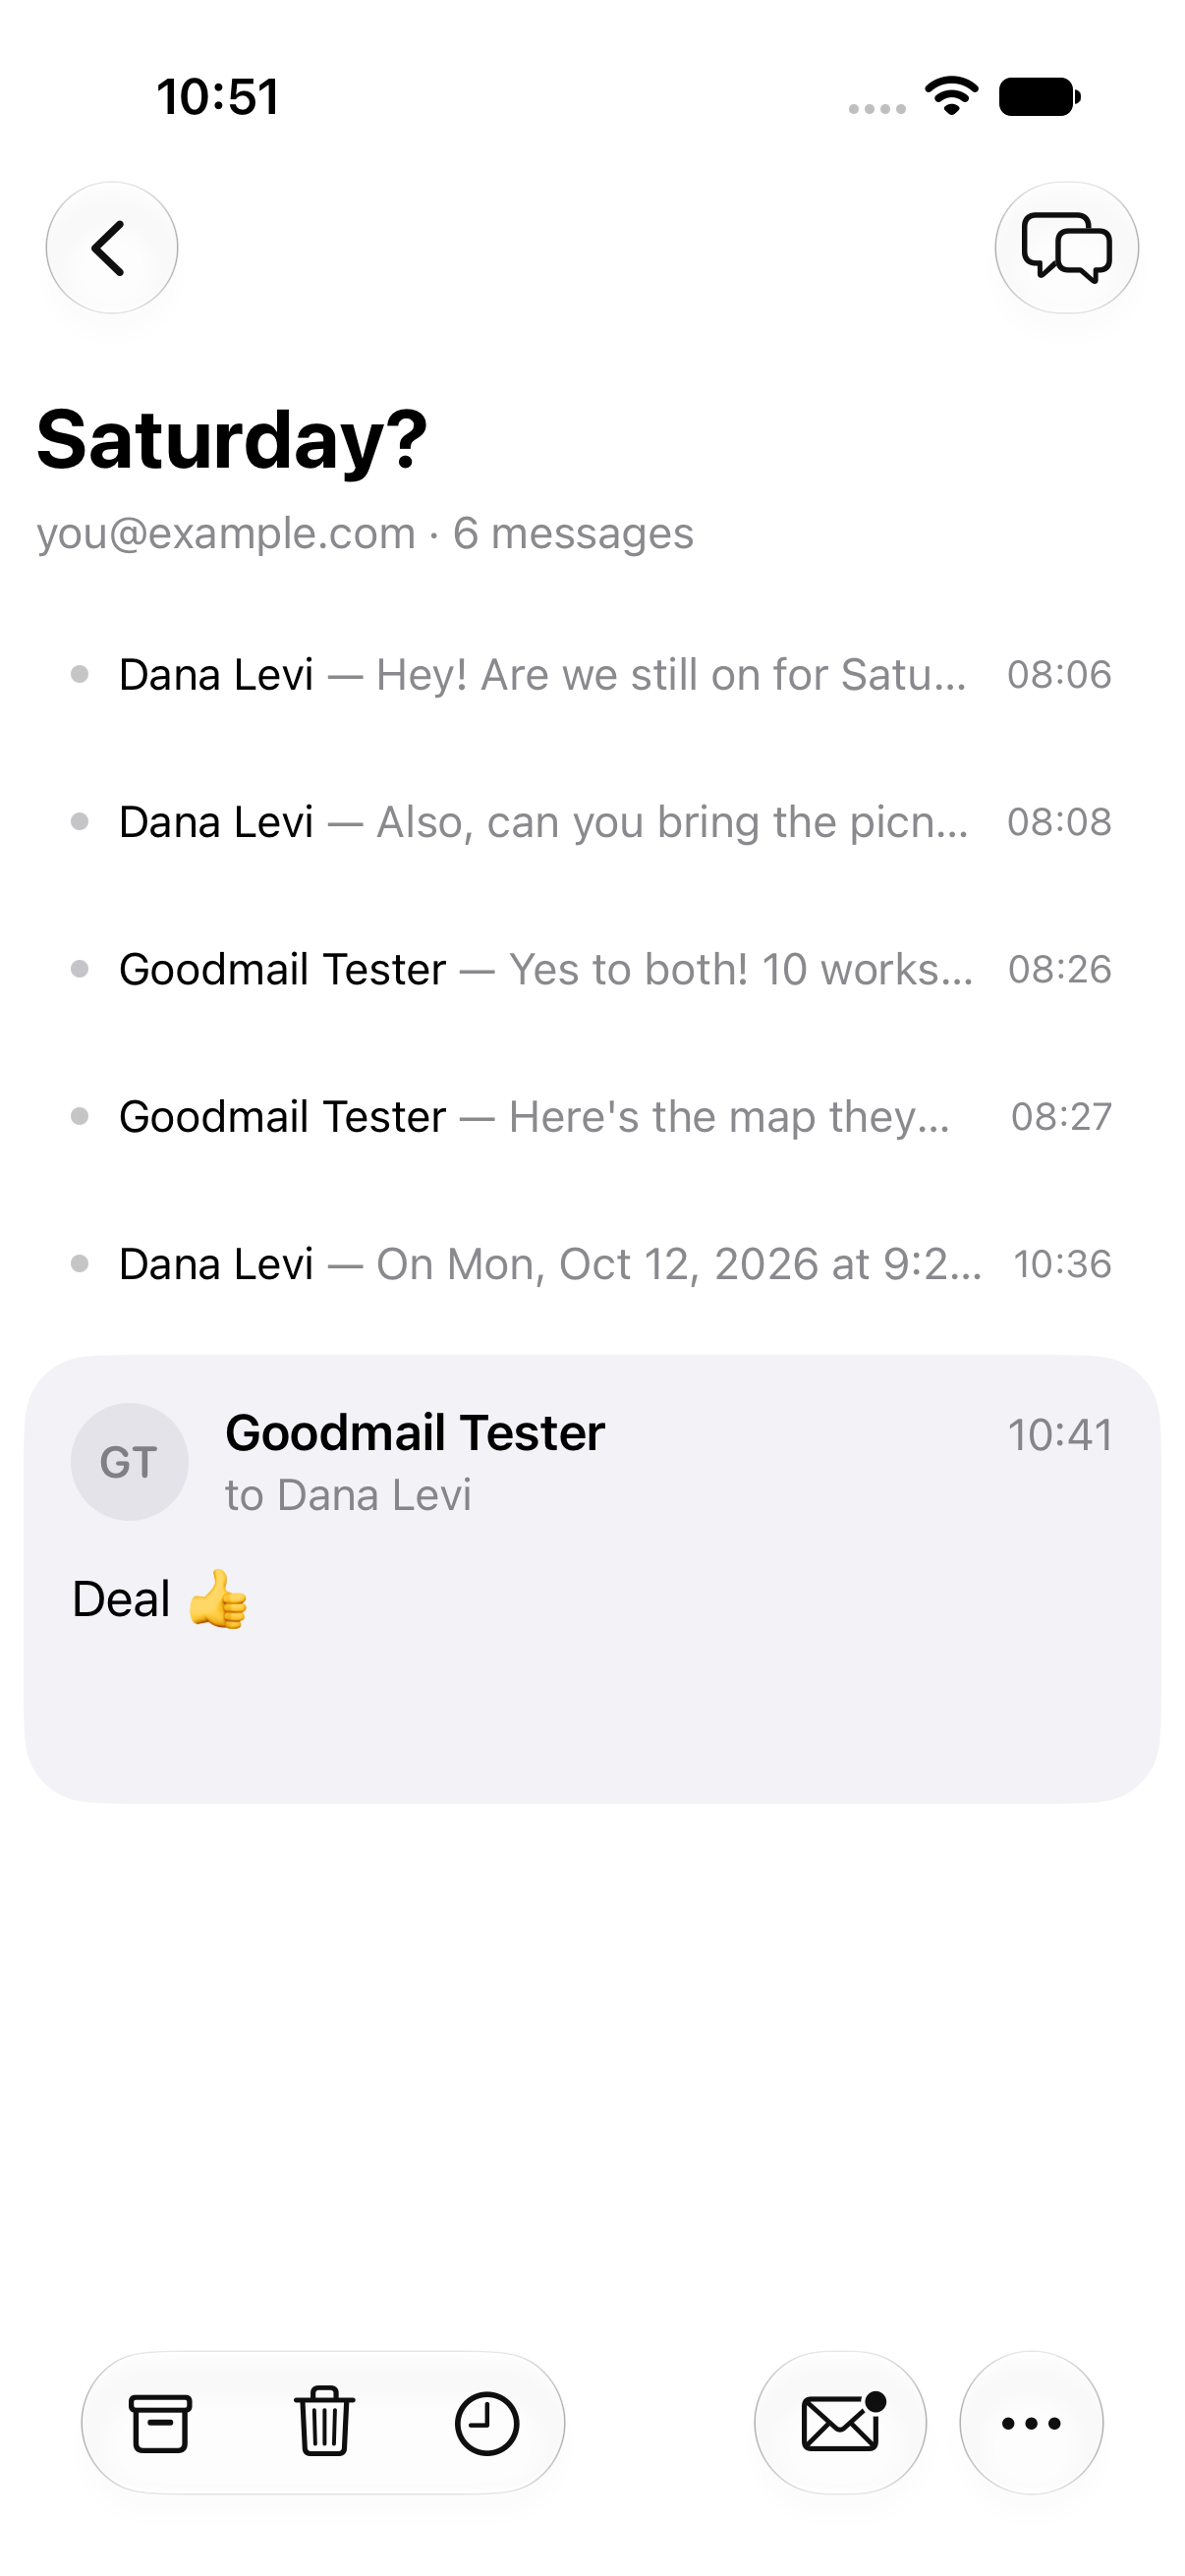 10:51
Saturday?
you@example.com · 6 messages
Dana Levi — Hey! Are we still on for Satu... 08:06
Dana Levi — Also, can you bring the picn... 08:08
Goodmail Tester — Yes to both! 10 works... 08:26
Goodmail Tester — Here's the map they... 08:27
Dana Levi — On Mon, Oct 12, 2026 at 9:2... 10:36
GT Goodmail Tester 10:41
to Dana Levi
Deal 👍